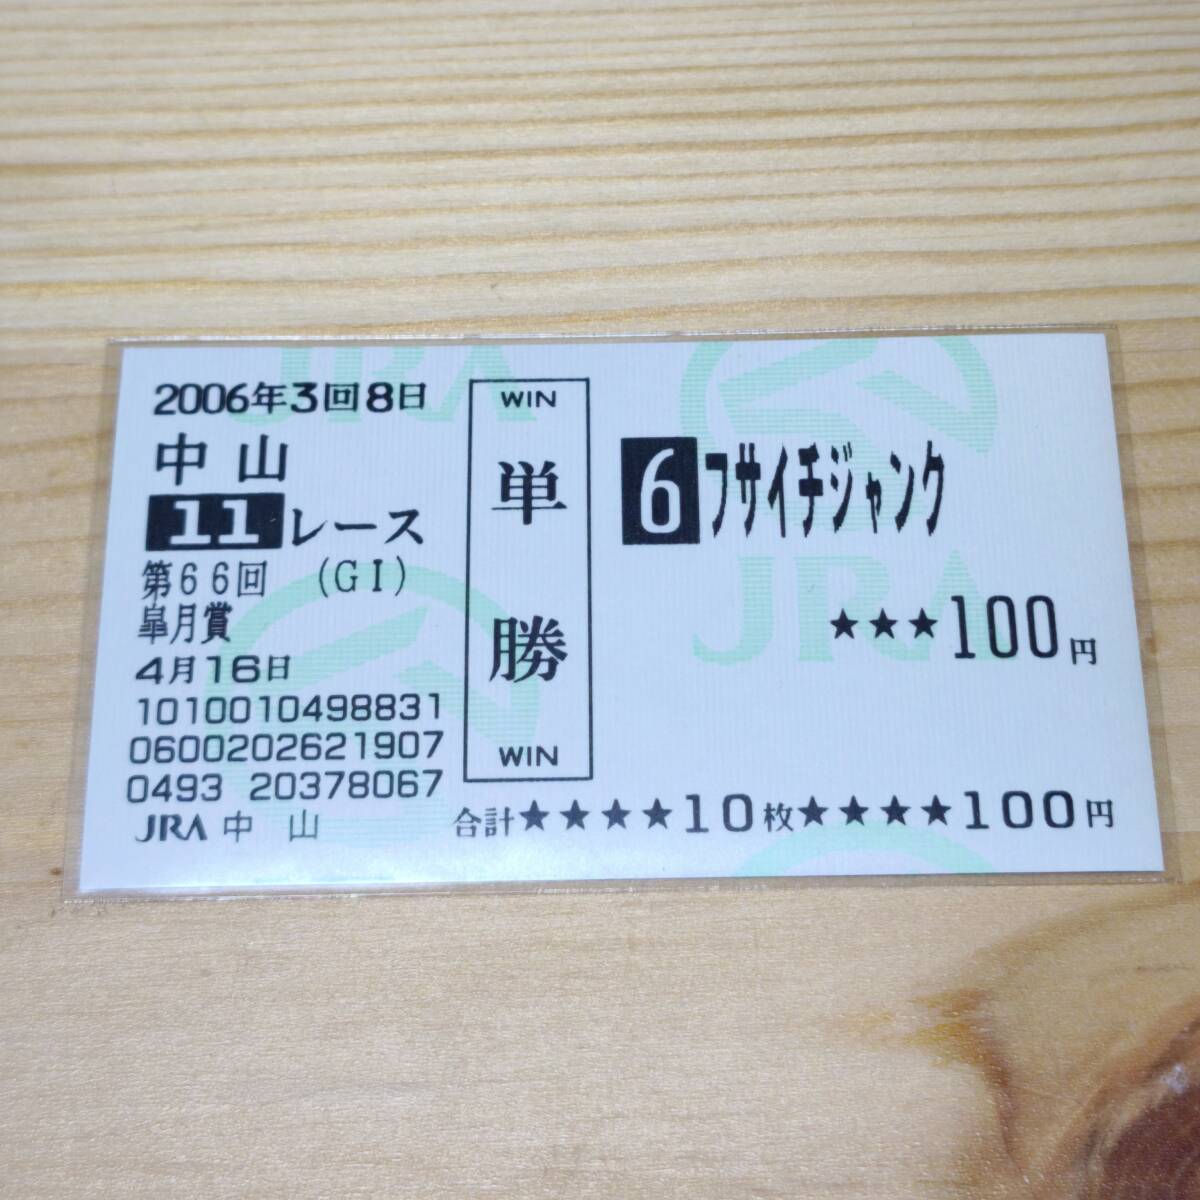 2006年3回8日
中山
11レース
第66回 (GⅠ)
皐月賞
4月16日
1010010498831
0600202621907
0493 20378067
JRA 中 山
WIN
単勝
WIN
6 フサイチジャンク
★★★100円
合計★★★★10枚★★★★100円
JRA
JRA